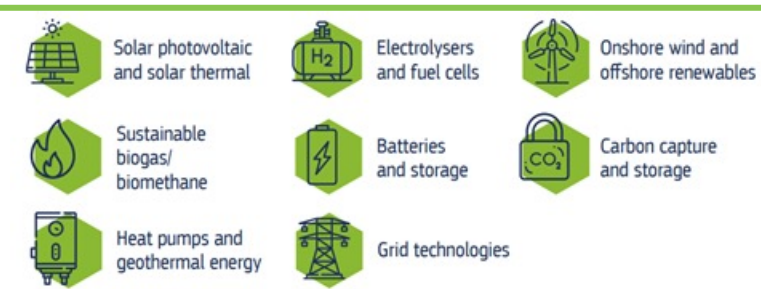 Solar photovoltaic
and solar thermal
H2
Electrolysers
and fuel cells
Onshore wind and
offshore renewables
Sustainable
biogas/
biomethane
Batteries
and storage
CO2
Carbon capture
and storage
Heat pumps and
geothermal energy
Grid technologies